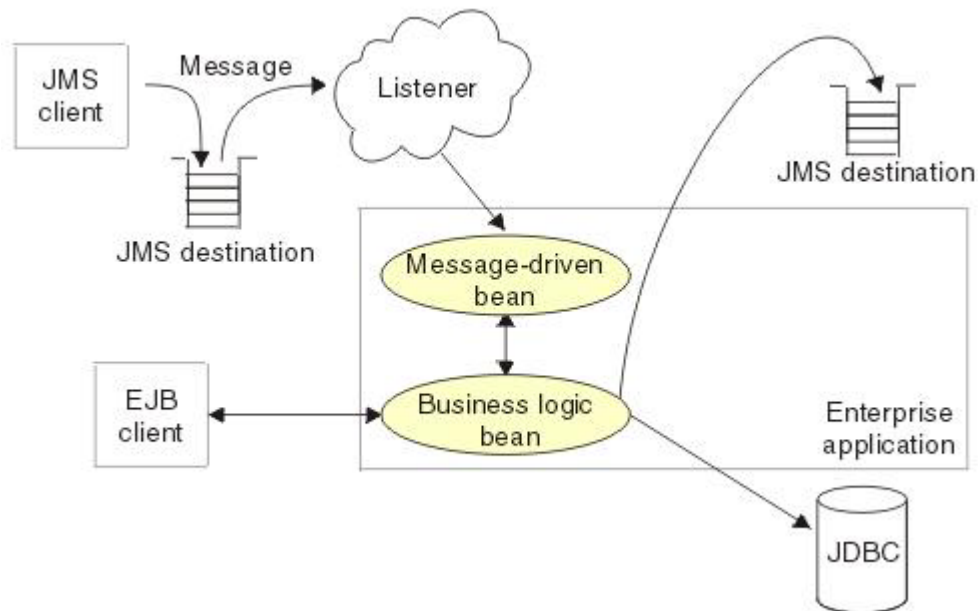 JMS
client
Message
Listener
JMS destination
JMS destination
Message-driven
bean
EJB
client
Business logic
bean
Enterprise
application
JDBC